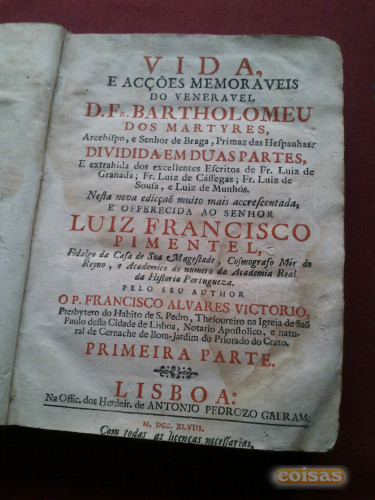 VIDA,
E ACÇÕES MEMORAVEIS
DO VENERAVEL
D. Fr. BARTHOLOMEU
DOS MARTYRES,
Arcebispo, e Senhor de Braga, Primaz das Hespanhas:
DIVIDIDA EM DUAS PARTES,
E extrahida dos excellentes Escritos de Fr. Luiz de
Granada; Fr. Luiz de Cassegas; Fr. Luiz de
Sousa, e Luiz de Munhós.
Nesta nova edicçaõ muito mais accrescentada,
E OFFERECIDA AO SENHOR
LUIZ FRANCISCO
PIMENTEL,
Fidalgo da Casa de Sua Magestade, Cosmografo Mór do
Reyno, e Academico do numero da Academia Real
da Historia Portugueza.
PELO SEU AUTHOR
O P. FRANCISCO ALVARES VICTORIO,
Presbytero do Habito de S. Pedro, Thesoureiro na Igreja de Saõ
Paulo desta Cidade de Lisboa, Notario Apostolico, e natu-
ral de Cernache de Bom-Jardim do Priorado do Crato.
PRIMEIRA PARTE.
LISBOA:
Na Offic. dos Herdeir. de ANTONIO PEDROZO GALRAM.
M. DCC. XLVIII.
Com todas as licenças necessarias.
coisas